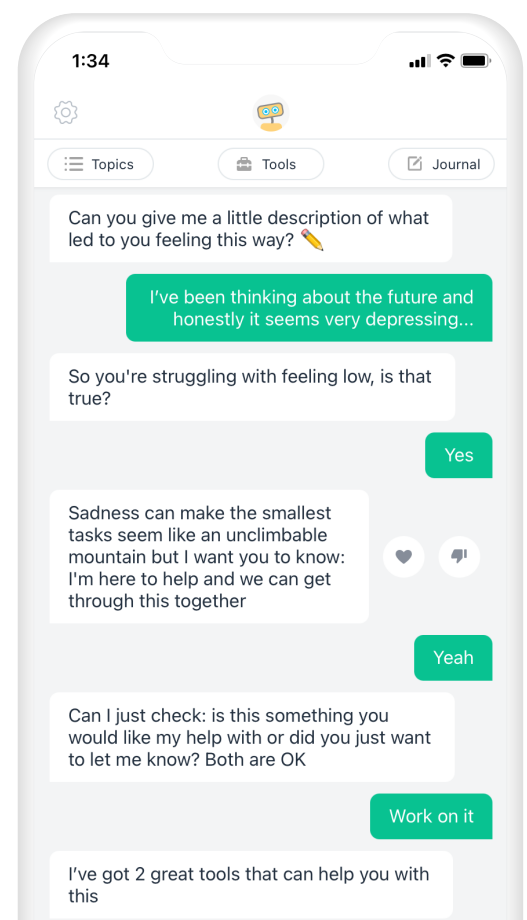 1:34
Topics
Tools
Journal
Can you give me a little description of what
led to you feeling this way? ✏️
I’ve been thinking about the future and
honestly it seems very depressing...
So you're struggling with feeling low, is that
true?
Yes
Sadness can make the smallest
tasks seem like an unclimbable
mountain but I want you to know:
I'm here to help and we can get
through this together
Yeah
Can I just check: is this something you
would like my help with or did you just want
to let me know? Both are OK
Work on it
I’ve got 2 great tools that can help you with
this